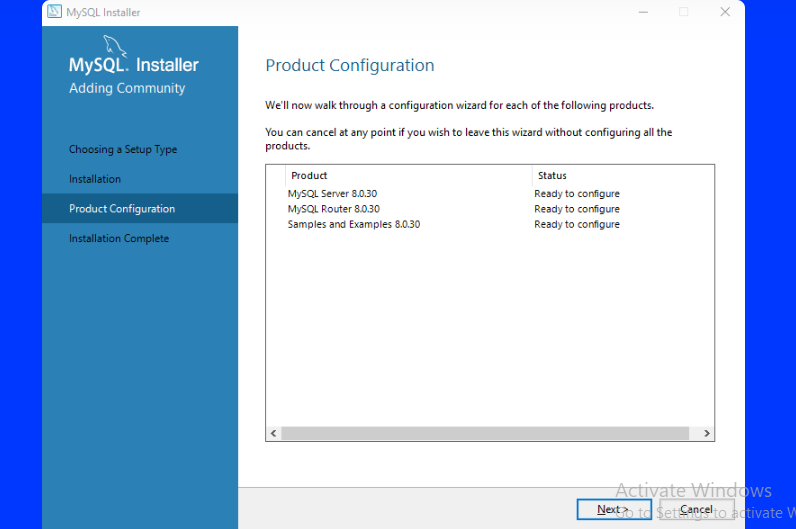 MySQL Installer
MySQL. Installer
Adding Community
Choosing a Setup Type
Installation
Product Configuration
Installation Complete
Product Configuration
We'll now walk through a configuration wizard for each of the following products.
You can cancel at any point if you wish to leave this wizard without configuring all the
products.
Product Status
MySQL Server 8.0.30 Ready to configure
MySQL Router 8.0.30 Ready to configure
Samples and Examples 8.0.30 Ready to configure
Activate Windows
Go to Settings to activate W
Next > Cancel